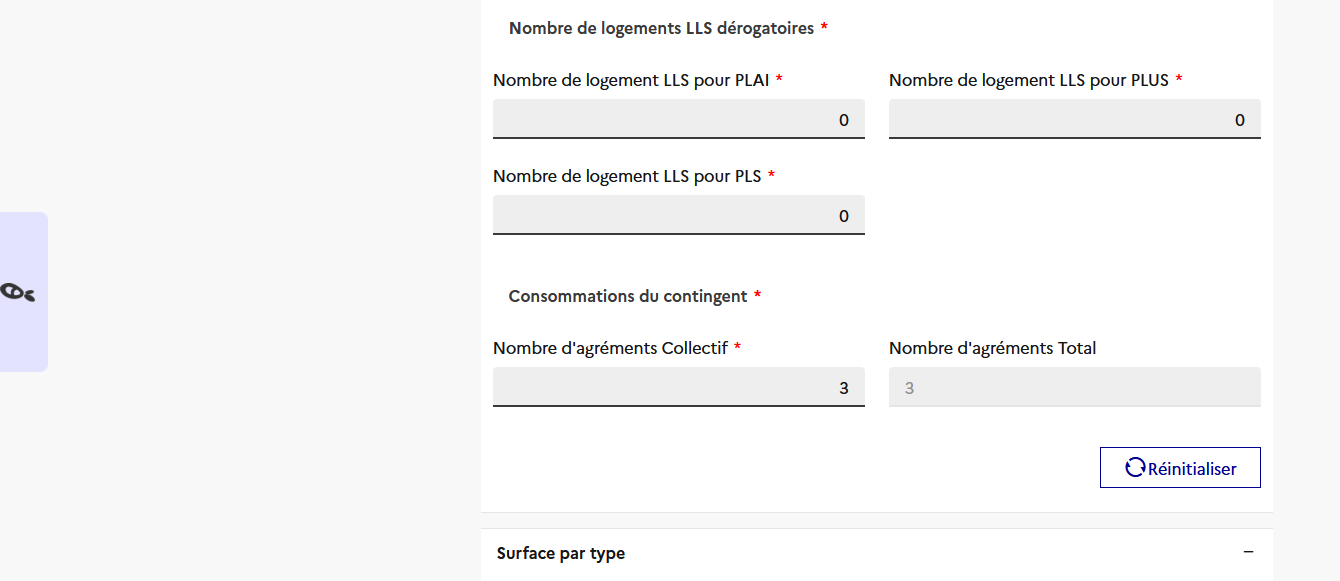 Nombre de logements LLS dérogatoires *
Nombre de logement LLS pour PLAI *
Nombre de logement LLS pour PLUS *
0
0
Nombre de logement LLS pour PLS *
0
Consommations du contingent *
Nombre d'agréments Collectif *
Nombre d'agréments Total
3
3
Réinitialiser
Surface par type